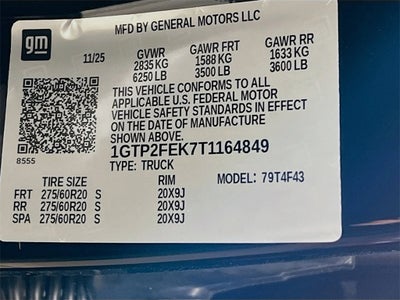 MFD BY GENERAL MOTORS LLC
gm
11/25 GVWR GAWR FRT GAWR RR
2835 KG 1588 KG 1633 KG
6250 LB 3500 LB 3600 LB
THIS VEHICLE CONFORMS TO ALL
APPLICABLE U.S. FEDERAL MOTOR
VEHICLE SAFETY STANDARDS IN EFFECT
ON THE DATE OF MANUFACTURE
SHOWN ABOVE.
8555
1GTP2FEK7T1164849
TYPE: TRUCK
TIRE SIZE RIM MODEL: 79T4F43
FRT 275/60R20 S 20X9J
RR 275/60R20 S 20X9J
SPA 275/60R20 S 20X9J